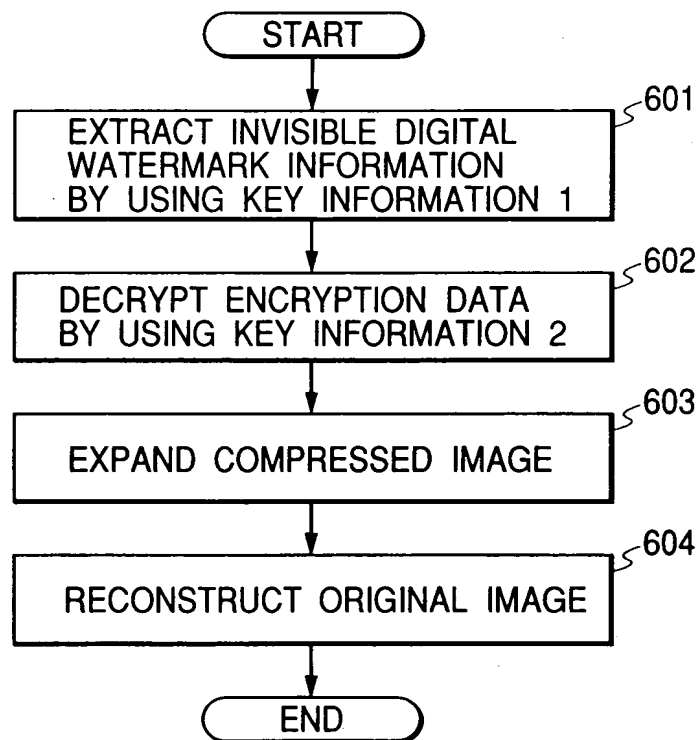 START
601
EXTRACT INVISIBLE DIGITAL
WATERMARK INFORMATION
BY USING KEY INFORMATION 1
602
DECRYPT ENCRYPTION DATA
BY USING KEY INFORMATION 2
603
EXPAND COMPRESSED IMAGE
604
RECONSTRUCT ORIGINAL IMAGE
END